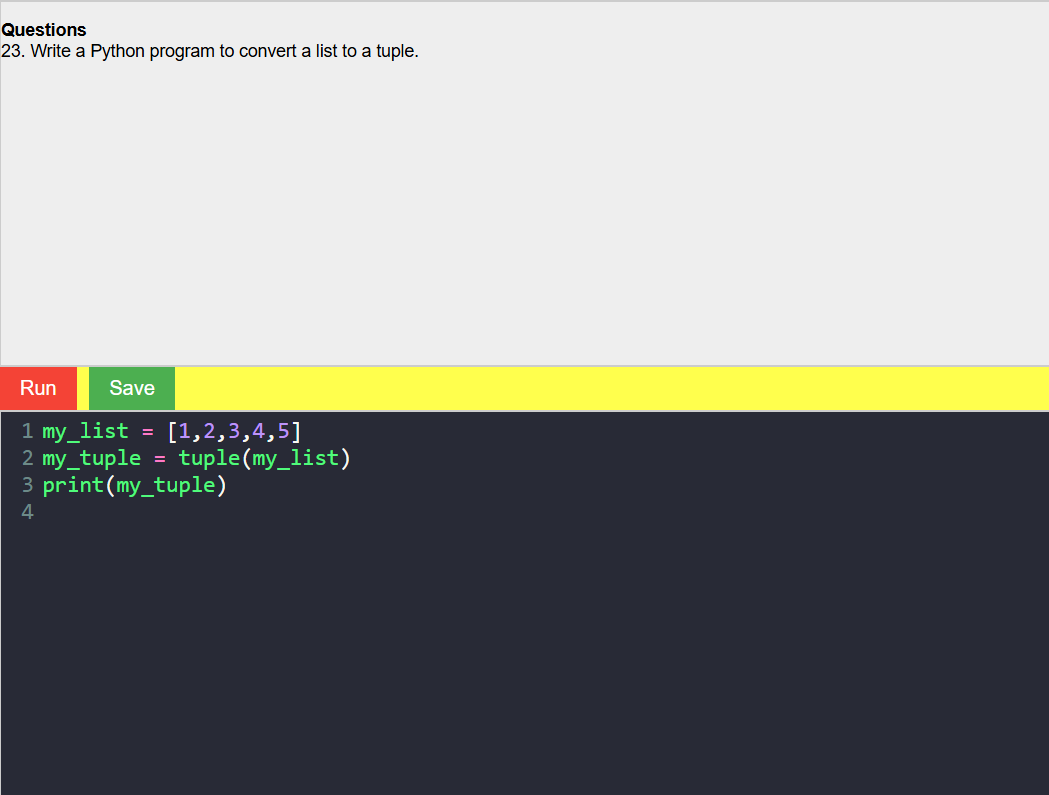 Questions
23. Write a Python program to convert a list to a tuple.
Run Save
1 my_list = [1,2,3,4,5]
2 my_tuple = tuple(my_list)
3 print(my_tuple)
4